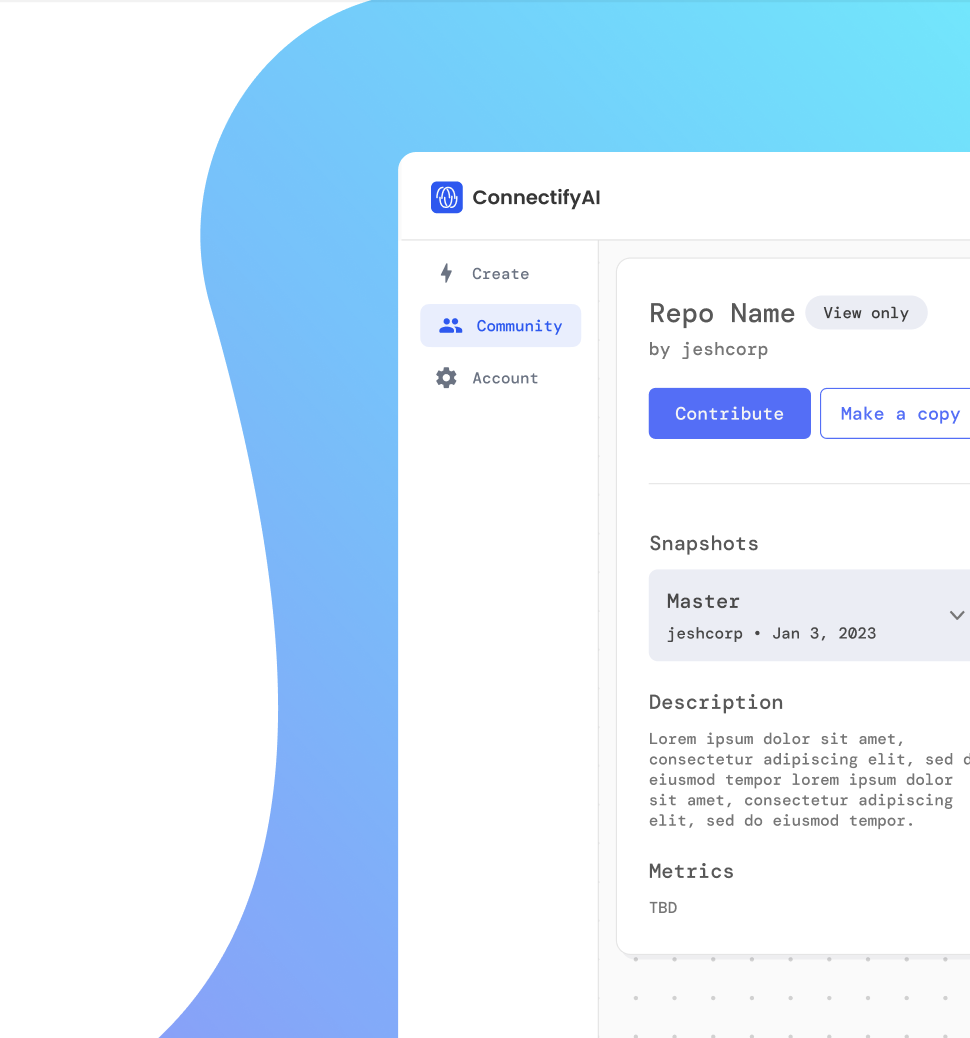 ConnectifyAI
Create
Community
Account
Repo Name
View only
by jeshcorp
Contribute
Make a copy
Snapshots
Master
jeshcorp • Jan 3, 2023
Description
Lorem ipsum dolor sit amet,
consectetur adipiscing elit, sed
eiusmod tempor lorem ipsum dolor
sit amet, consectetur adipiscing
elit, sed do eiusmod tempor.
Metrics
TBD